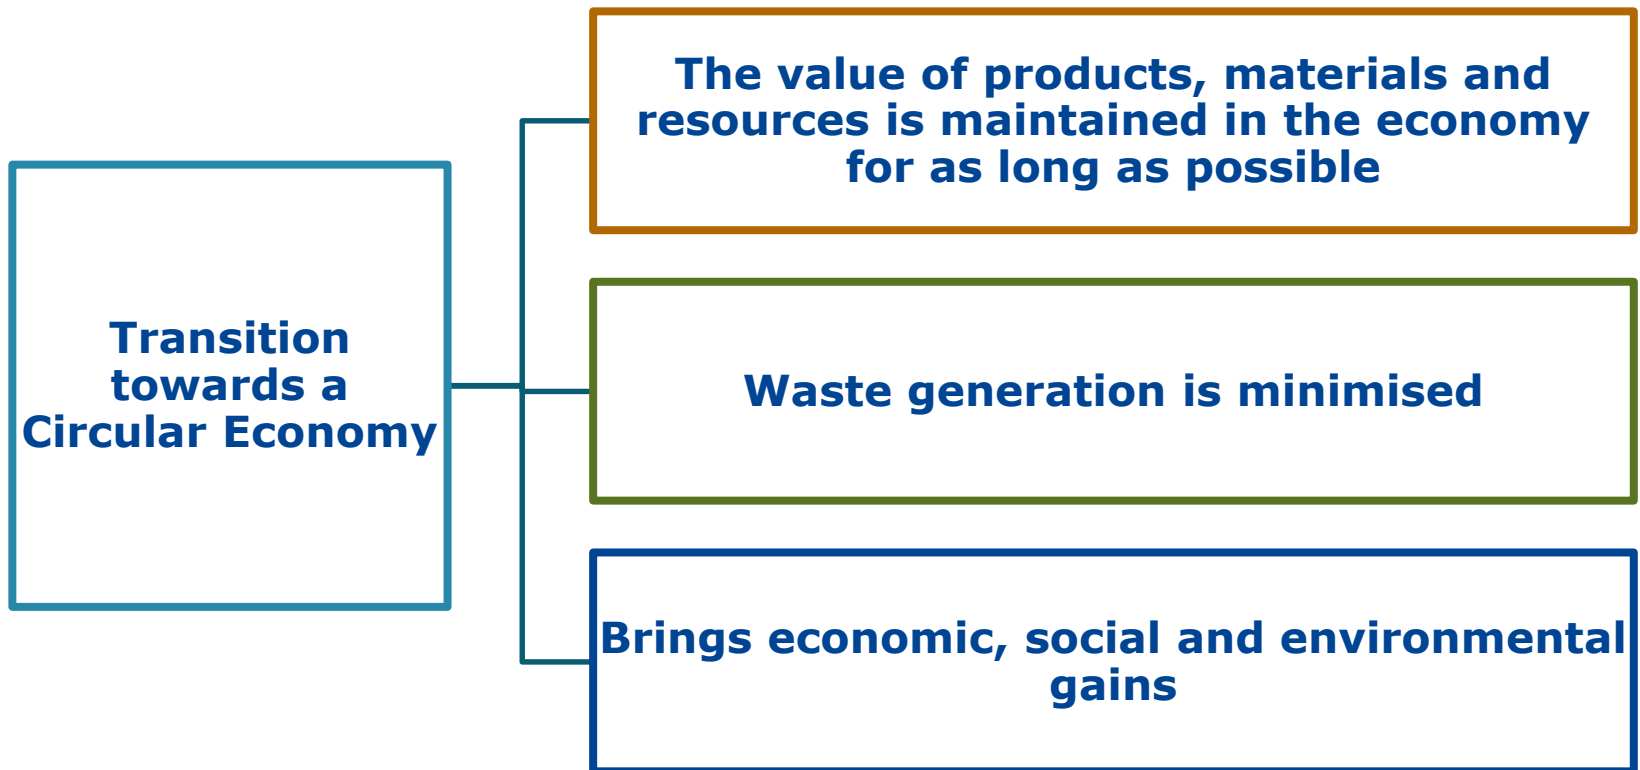 Transition
towards a
Circular Economy
The value of products, materials and
resources is maintained in the economy
for as long as possible
Waste generation is minimised
Brings economic, social and environmental
gains